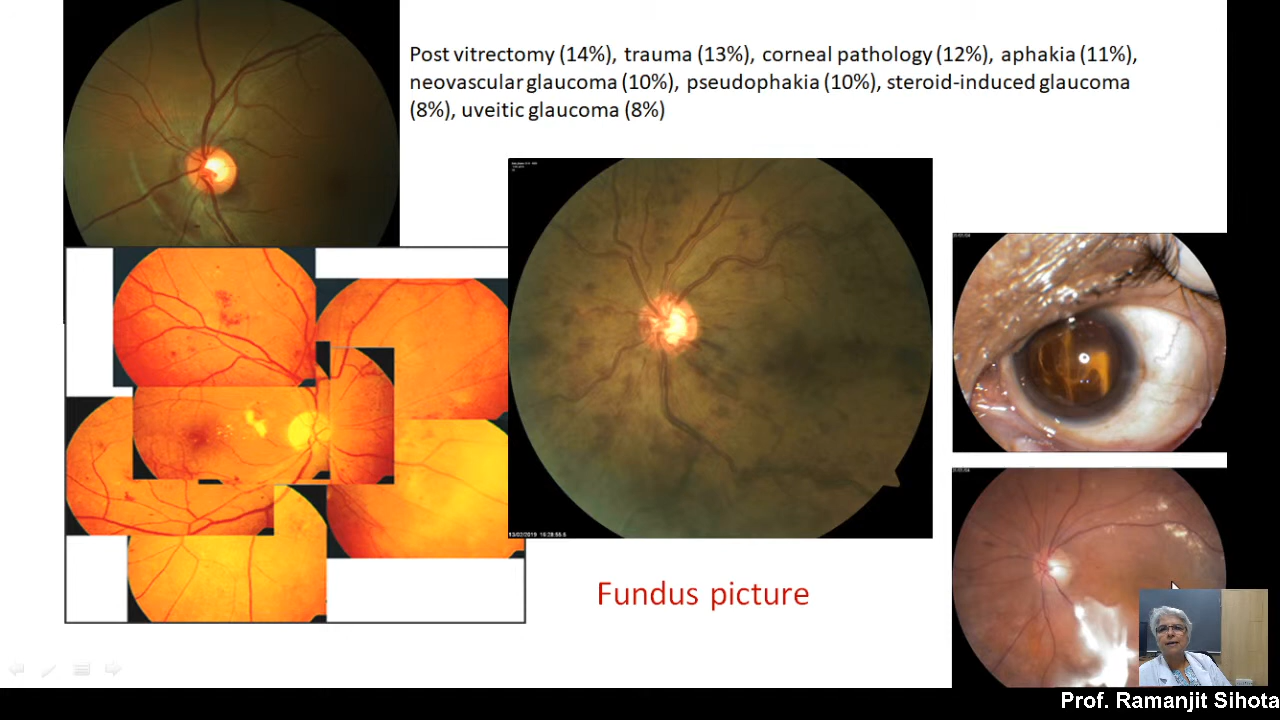 Post vitrectomy (14%), trauma (13%), corneal pathology (12%), aphakia (11%),
neovascular glaucoma (10%), pseudophakia (10%), steroid-induced glaucoma
(8%), uveitic glaucoma (8%)
Fundus picture
Prof. Ramanjit Sihota